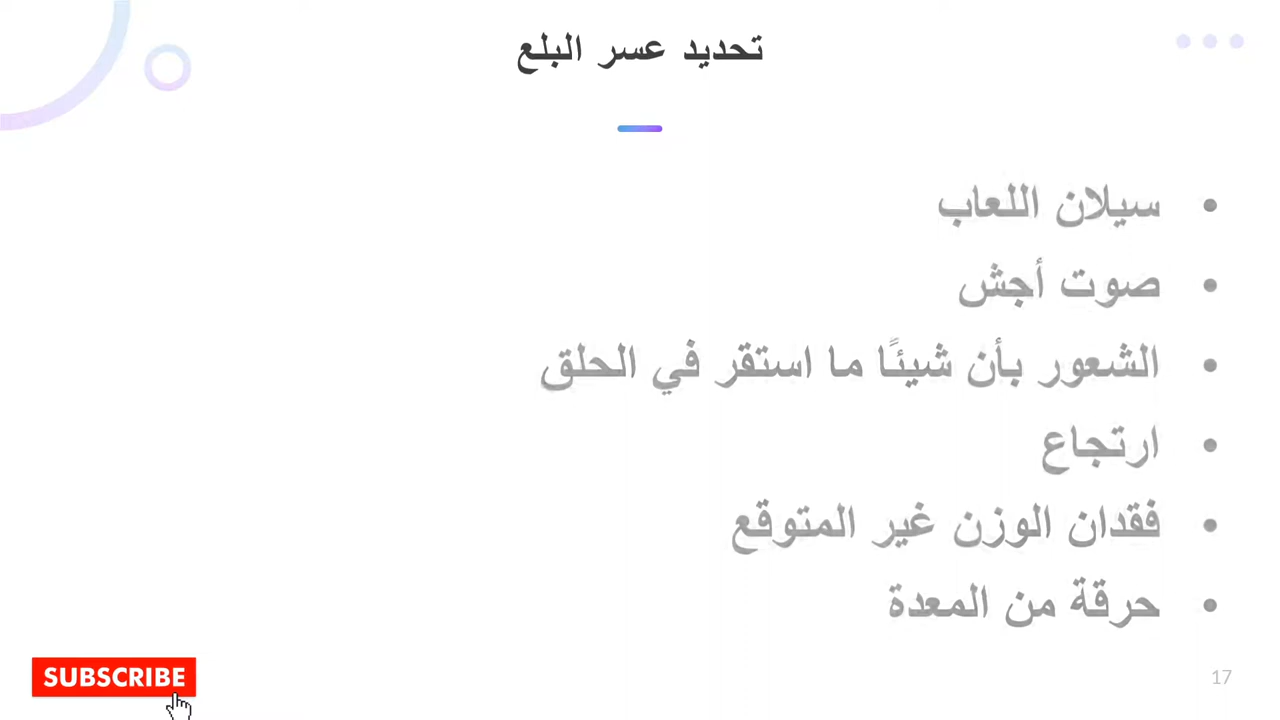 تحديد عسر البلع
• سيلان اللعاب
• صوت أجش
• الشعور بأن شيئًا ما استقر في الحلق
• ارتجاع
• فقدان الوزن غير المتوقع
• حرقة من المعدة
SUBSCRIBE
17